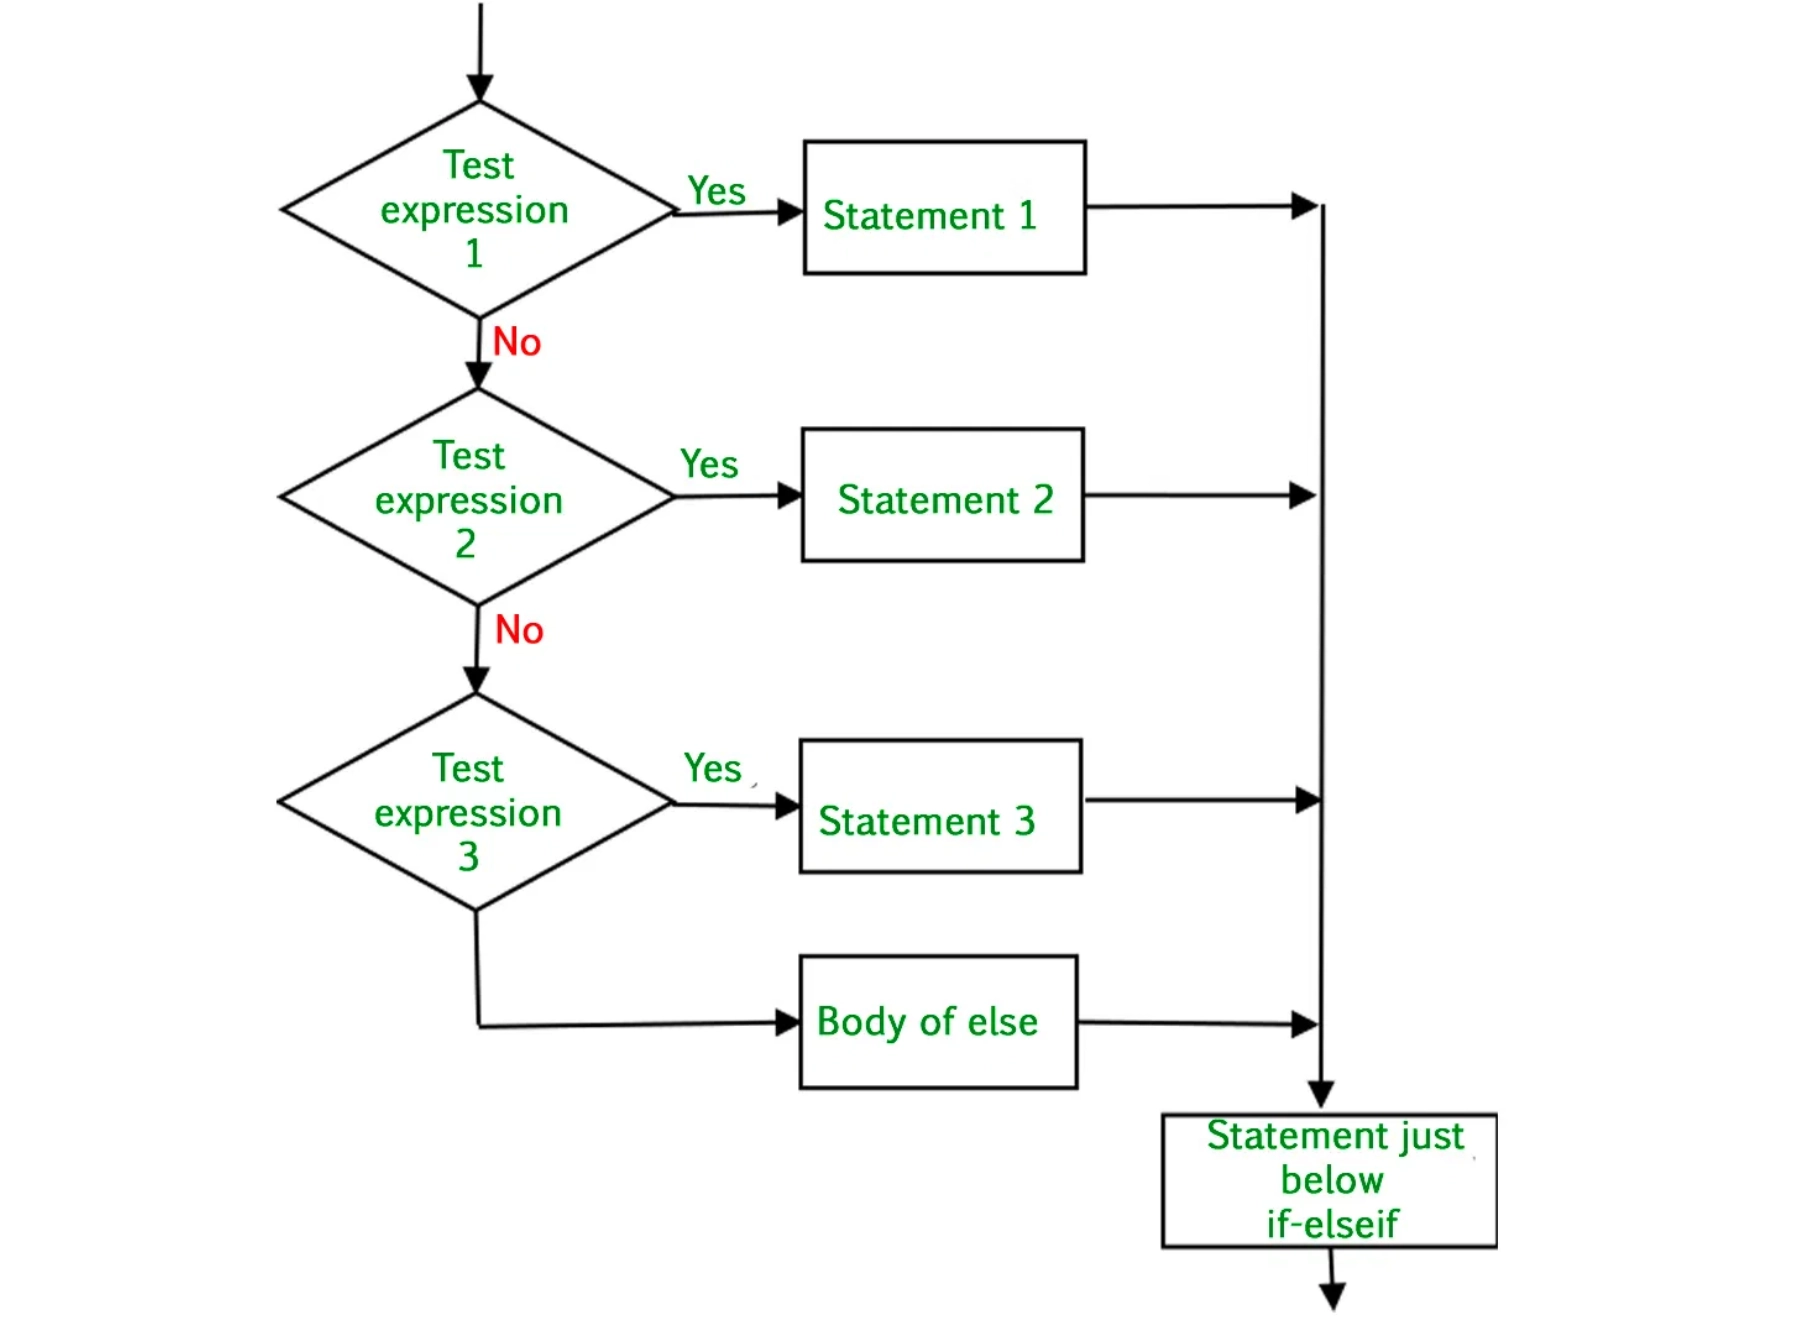 Test
expression
1
Yes
Statement 1
No
Test
expression
2
Yes
Statement 2
No
Test
expression
3
Yes
Statement 3
Body of else
Statement just
below
if-elseif